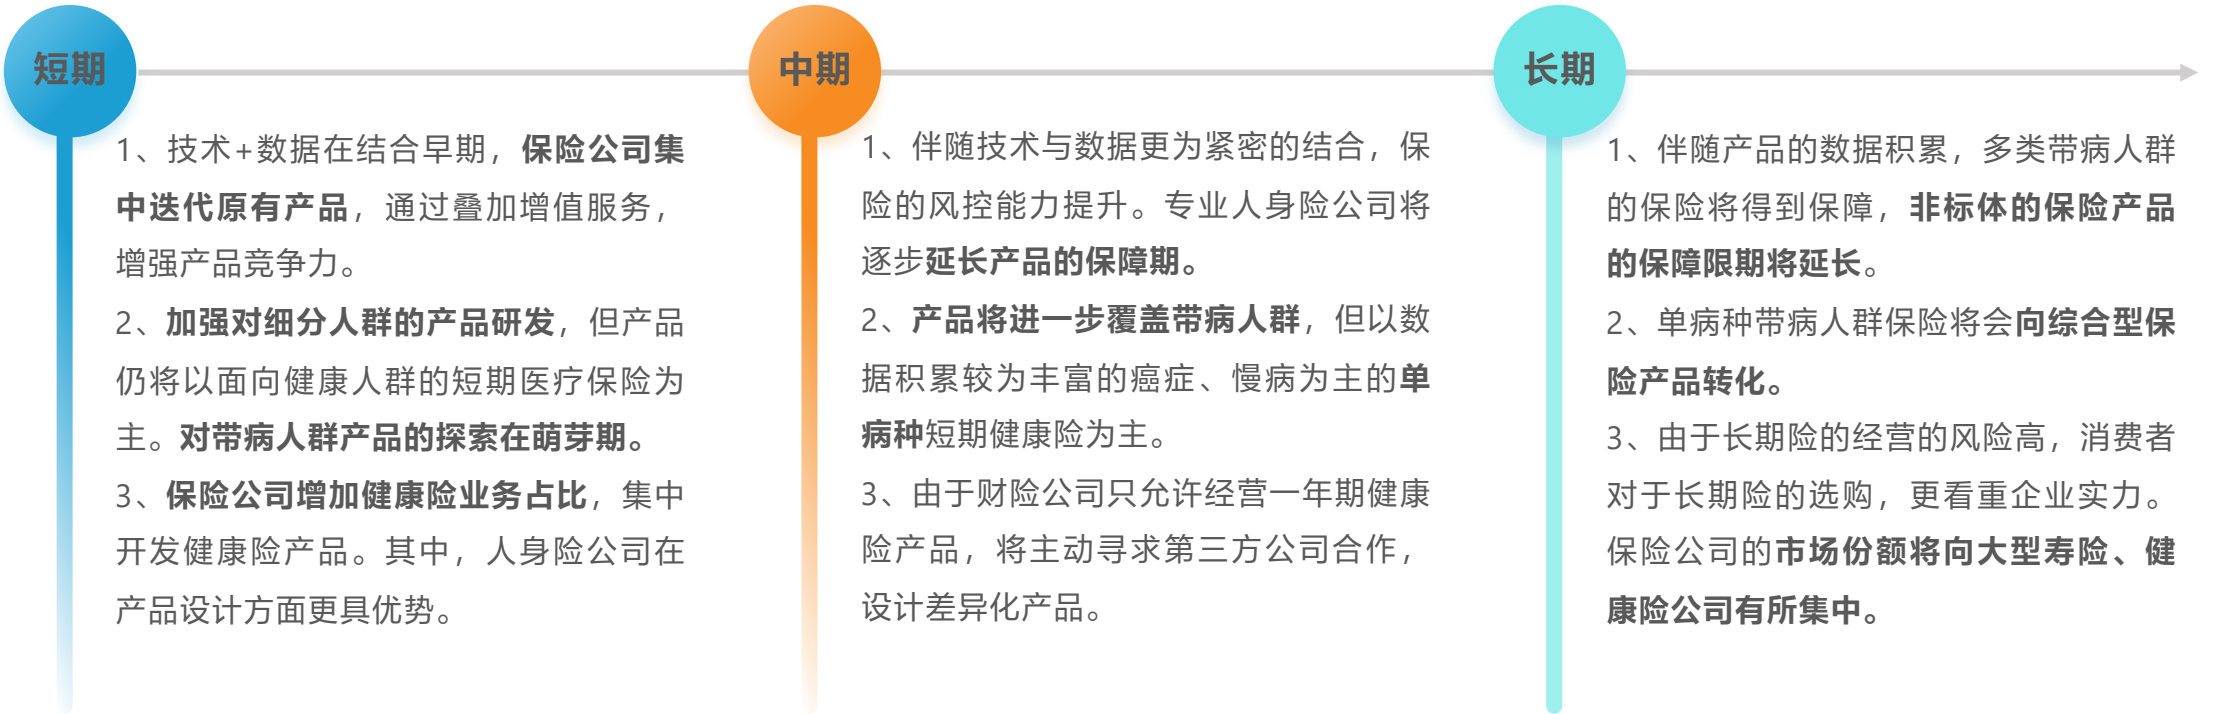 短期
1、技术+数据在结合早期，保险公司集
中迭代原有产品，通过叠加增值服务，
增强产品竞争力。
2、加强对细分人群的产品研发，但产品
仍将以面向健康人群的短期医疗保险为
主。对带病人群产品的探索在萌芽期。
3、保险公司增加健康险业务占比，集中
开发健康险产品。其中，人身险公司在
产品设计方面更具优势。
中期
1、伴随技术与数据更为紧密的结合，保
险的风控能力提升。专业人身险公司将
逐步延长产品的保障期。
2、产品将进一步覆盖带病人群，但以数
据积累较为丰富的癌症、慢病为主的单
病种短期健康险为主。
3、由于财险公司只允许经营一年期健康
险产品，将主动寻求第三方公司合作，
设计差异化产品。
长期
1、伴随产品的数据积累，多类带病人群
的保险将得到保障，非标体的保险产品
的保障限期将延长。
2、单病种带病人群保险将会向综合型保
险产品转化。
3、由于长期险的经营的风险高，消费者
对于长期险的选购，更看重企业实力。
保险公司的市场份额将向大型寿险、健
康险公司有所集中。